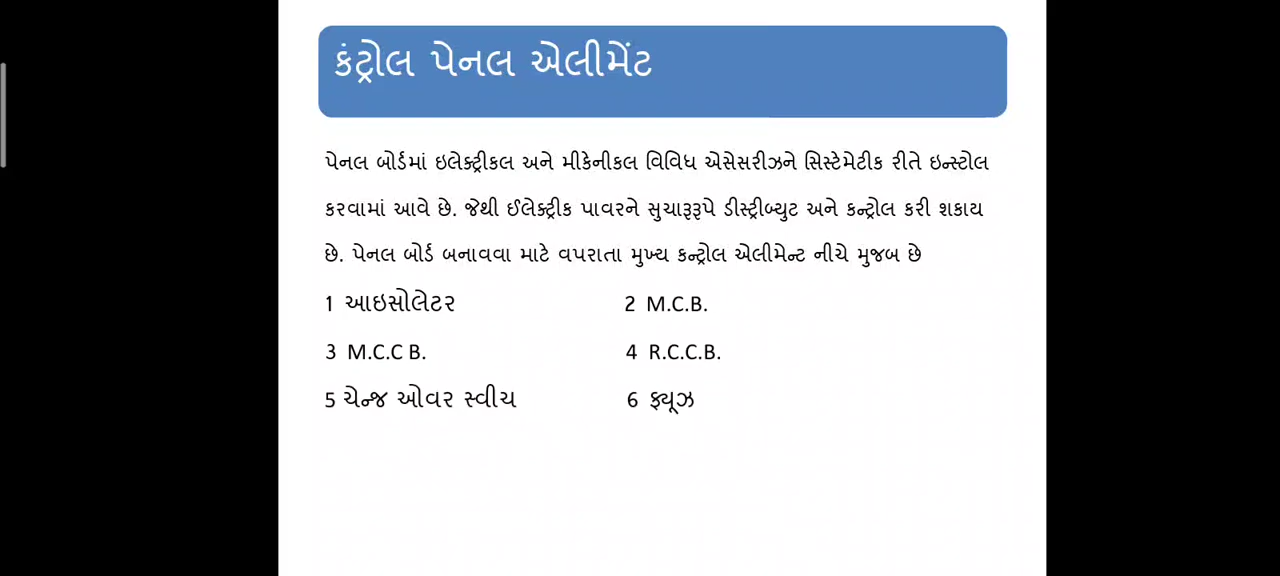 કંટ્રોલ પેનલ એલીમેંટ
પેનલ બોર્ડમાં ઇલેક્ટ્રીકલ અને મીકેનીકલ વિવિધ એસેસરીઝને સિસ્ટેમેટીક રીતે ઇન્સ્ટોલ
કરવામાં આવે છે. જેથી ઈલેક્ટ્રીક પાવરને સુચારૂરૂપે ડીસ્ટ્રીબ્યુટ અને કન્ટ્રોલ કરી શકાય
છે. પેનલ બોર્ડ બનાવવા માટે વપરાતા મુખ્ય કન્ટ્રોલ એલીમેન્ટ નીચે મુજબ છે
1 આઇસોલેટર 2 M.C.B.
3 M.C.C B. 4 R.C.C.B.
5 ચેન્જ ઓવર સ્વીચ 6 ફ્યૂઝ